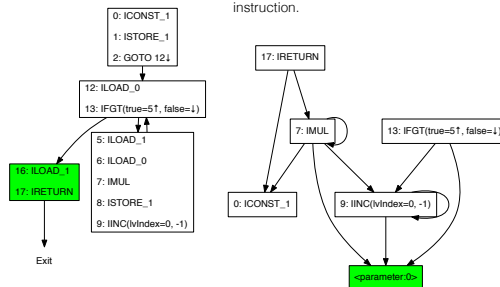 instruction.
0: ICONST_1
1: ISTORE_1
2: GOTO 12↓
12: ILOAD_0
13: IFGT(true=5↑, false=↓)
5: ILOAD_1
6: ILOAD_0
7: IMUL
8: ISTORE_1
9: IINC(lvIndex=0, -1)
16: ILOAD_1
17: IRETURN
Exit
17: IRETURN
7: IMUL
13: IFGT(true=5↑, false=↓)
0: ICONST_1
9: IINC(lvIndex=0, -1)
<parameter:0>